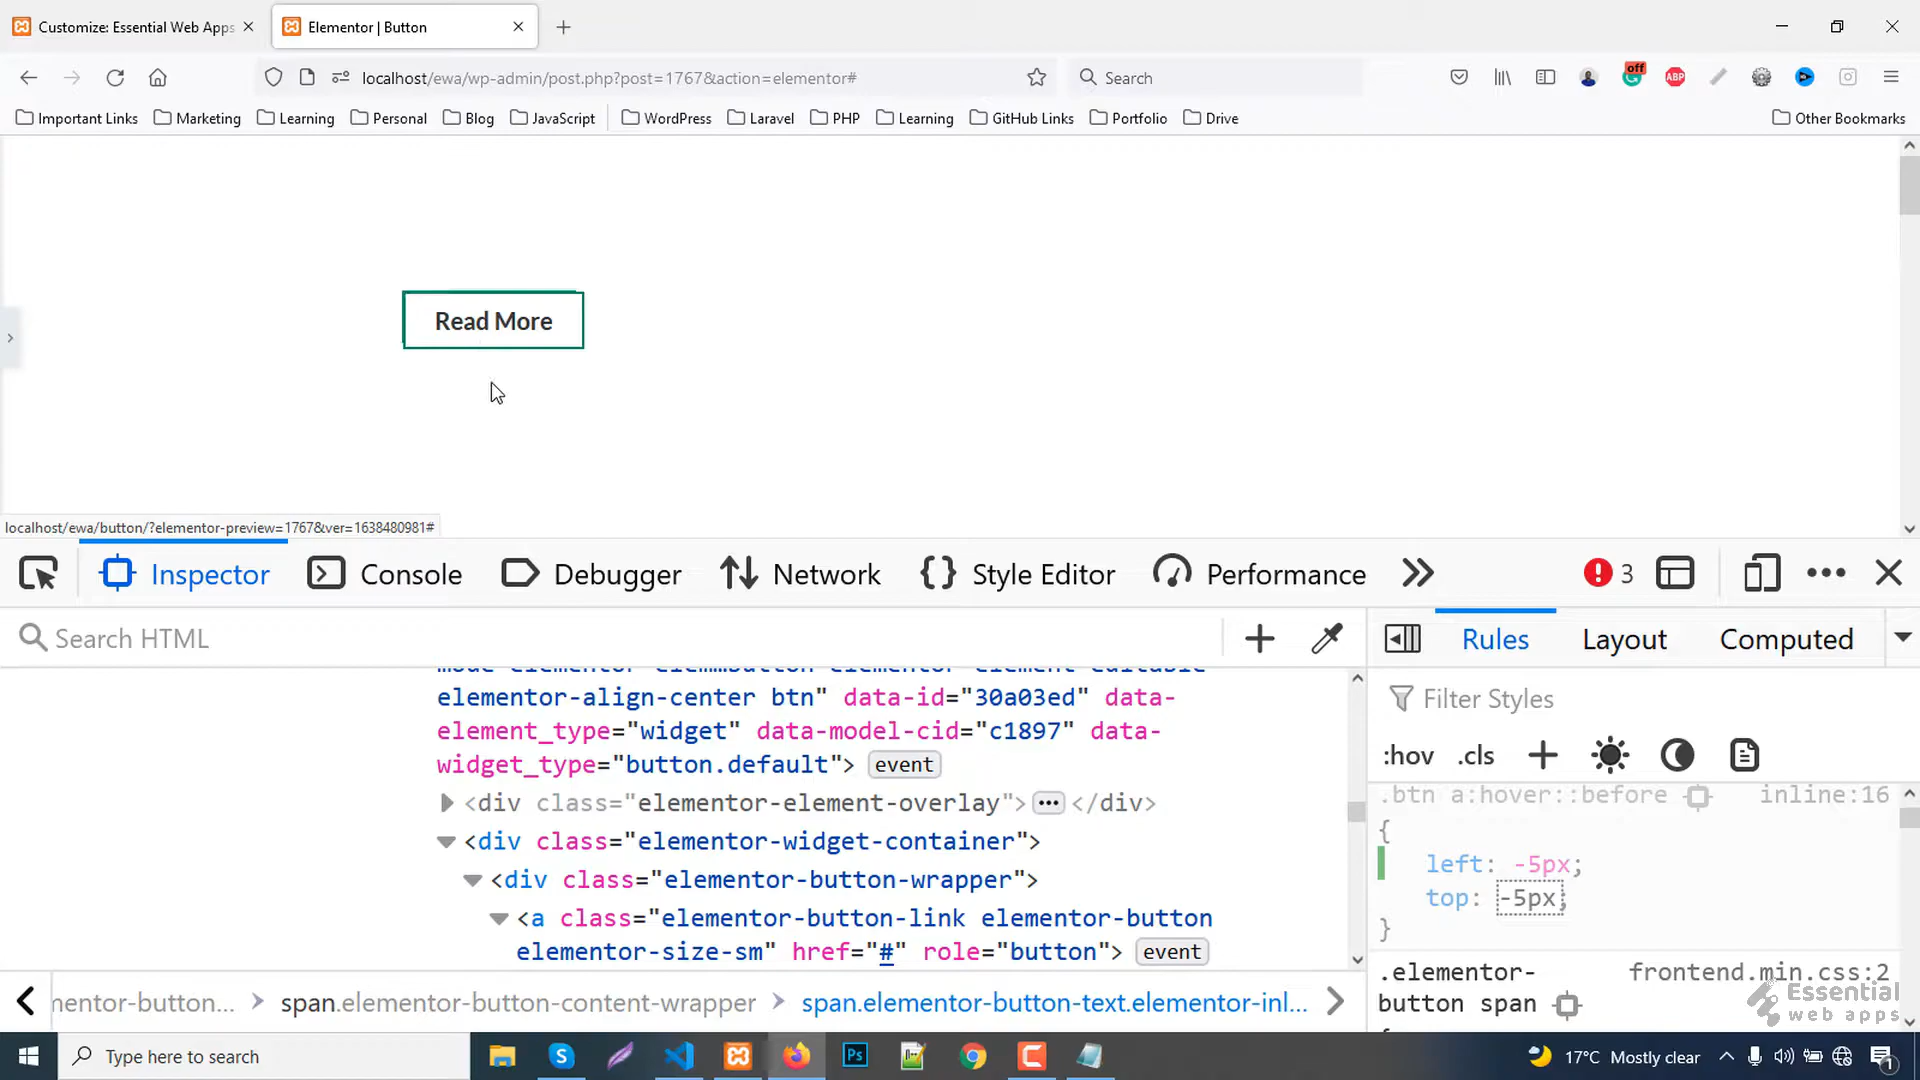 Customize: Essential Web Apps
Elementor | Button
localhost/ewa/wp-admin/post.php?post=1767&action=elementor#
Search
off
ABP
Important Links
Marketing
Learning
Personal
Blog
JavaScript
WordPress
Laravel
PHP
Learning
GitHub Links
Portfolio
Drive
Other Bookmarks
Read More
localhost/ewa/button/?elementor-preview=1767&ver=1638480981#
Inspector
Console
Debugger
Network
Style Editor
Performance
3
Search HTML
Rules
Layout
Computed
elementor-align-center btn" data-id="30a03ed" data-
element_type="widget" data-model-cid="c1897" data-
widget_type="button.default"> event
<div class="elementor-element-overlay"> ••• </div>
<div class="elementor-widget-container">
<div class="elementor-button-wrapper">
<a class="elementor-button-link elementor-button
elementor-size-sm" href="#" role="button"> event
Filter Styles
:hov .cls
.btn a:hover::before inline:16
{
left: -5px;
top: -5px;
}
.elementor- frontend.min.css:2
button span
{
mentor-button... span.elementor-button-content-wrapper span.elementor-button-text.elementor-inl...
Essential
web apps
Type here to search
S
Ps
17°C Mostly clear
1